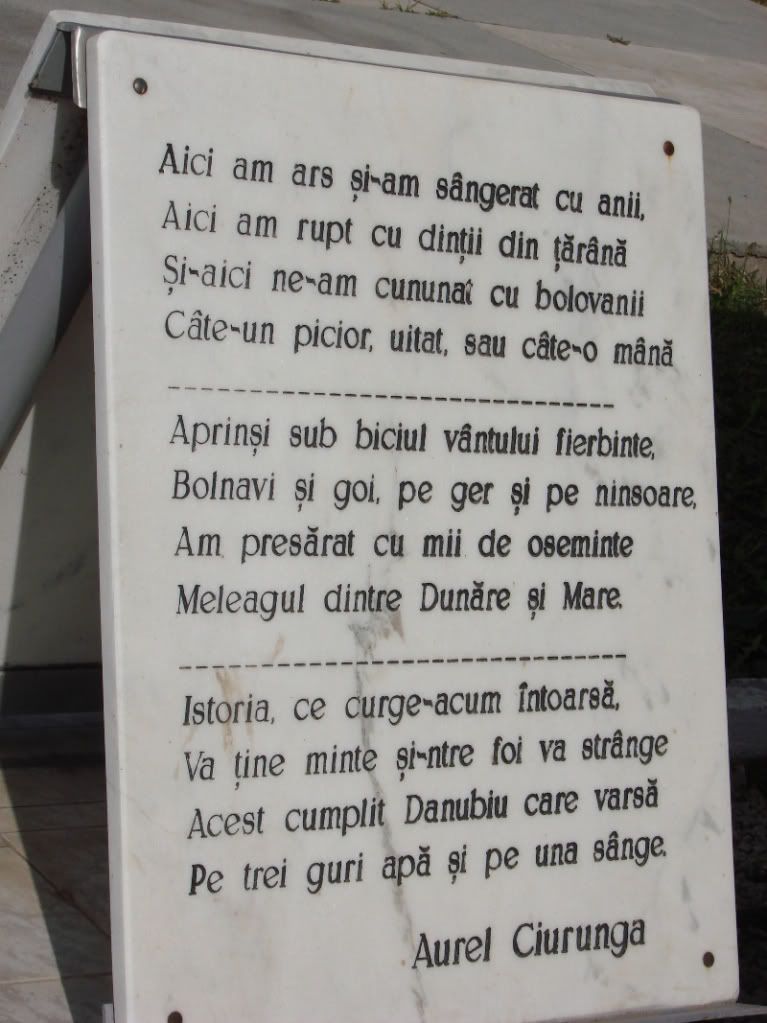 Aici am ars și-am sângerat cu anii,
Aici am rupt cu dinții din țărână
Și-aici ne-am cununat cu bolovanii
Câte-un picior, uitat, sau câte-o mână
Aprinși sub biciul vântului fierbinte,
Bolnavi și goi, pe ger și pe ninsoare,
Am presărat cu mii de oseminte
Meleagul dintre Dunăre și Mare.
Istoria, ce curge-acum întoarsă,
Va ține minte și-ntre foi va strânge
Acest cumplit Danubiu care varsă
Pe trei guri apă și pe una sânge.
Aurel Ciurunga